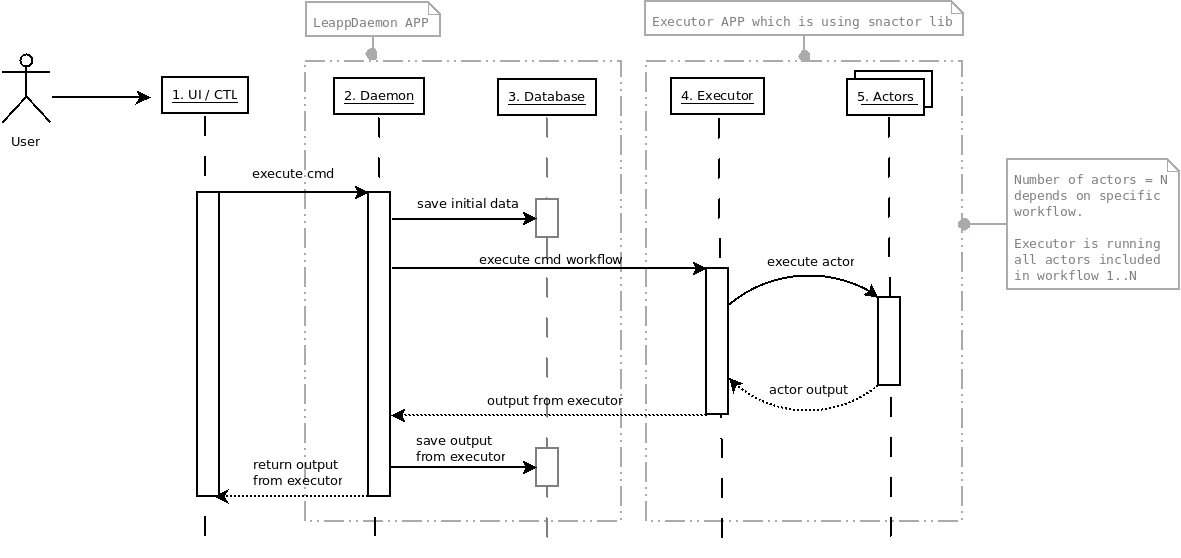 LeappDaemon APP
Executor APP which is using snactor lib
User
1. UI / CTL
2. Daemon
3. Database
4. Executor
5. Actors
Number of actors = N
depends on specific
workflow.
Executor is running
all actors included
in workflow 1..N
execute cmd
save initial data
execute cmd workflow
execute actor
actor output
output from executor
save output
from executor
return output
from executor